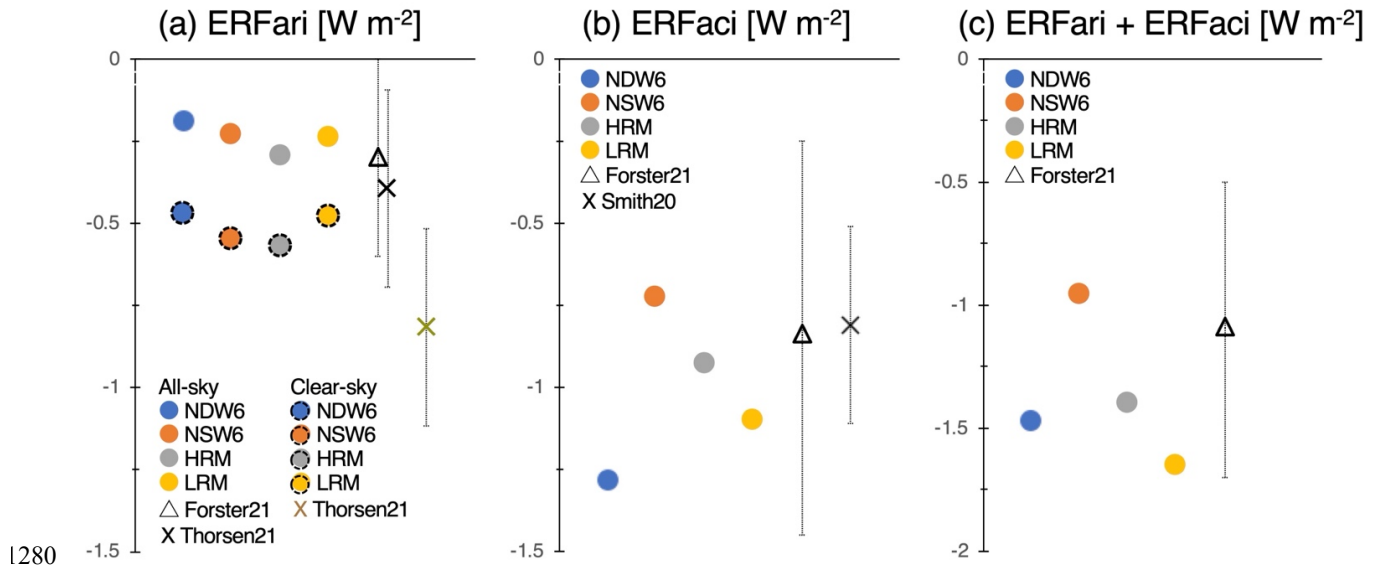 (a) ERFari [W m-2]
0
-0.5
-1
-1.5
All-sky
NDW6
NSW6
HRM
LRM
△ Forster21
X Thorsen21
Clear-sky
NDW6
NSW6
HRM
LRM
X Thorsen21
(b) ERFaci [W m-2]
0
-0.5
-1
-1.5
NDW6
NSW6
HRM
LRM
△ Forster21
X Smith20
(c) ERFari + ERFaci [W m-2]
0
-0.5
-1
-1.5
-2
NDW6
NSW6
HRM
LRM
△ Forster21
1280